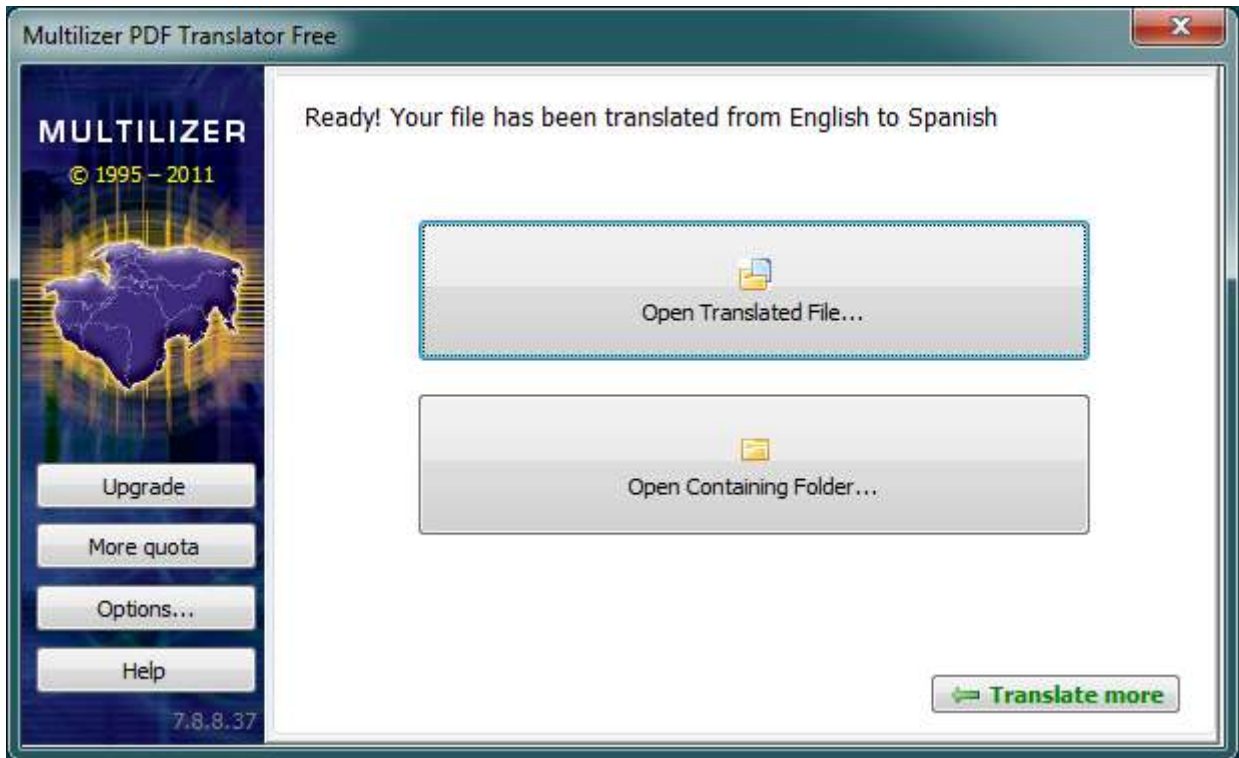 Multilizer PDF Translator Free
MULTILIZER
© 1995 – 2011
Ready! Your file has been translated from English to Spanish
Open Translated File...
Open Containing Folder...
Upgrade
More quota
Options...
Help
7.8.8.37
Translate more